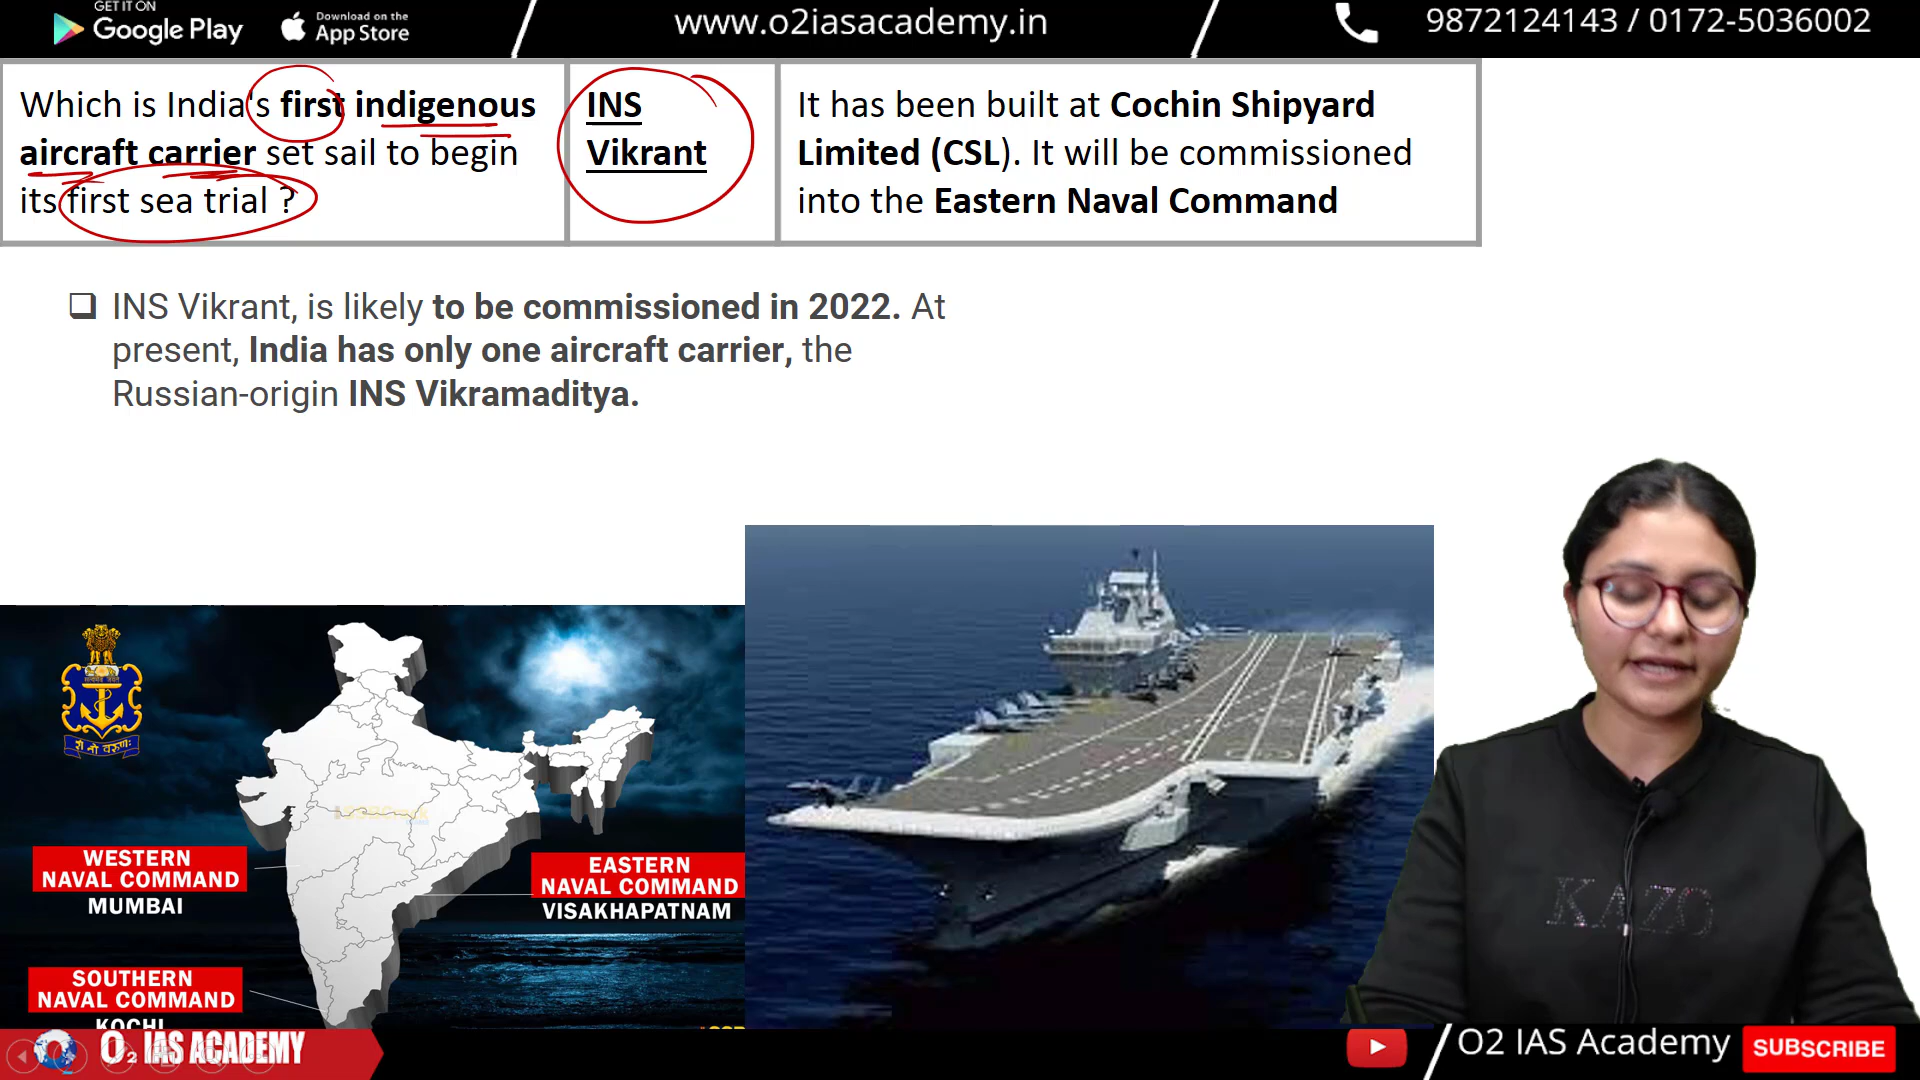 GET IT ON
Google Play
Download on the
App Store
www.o2iasacademy.in
9872124143 / 0172-5036002
Which is India's first indigenous
aircraft carrier set sail to begin
its first sea trial ?
INS
Vikrant
It has been built at Cochin Shipyard
Limited (CSL). It will be commissioned
into the Eastern Naval Command
❑ INS Vikrant, is likely to be commissioned in 2022. At
present, India has only one aircraft carrier, the
Russian-origin INS Vikramaditya.
WESTERN
NAVAL COMMAND
MUMBAI
EASTERN
NAVAL COMMAND
VISAKHAPATNAM
SOUTHERN
NAVAL COMMAND
KOCHI
KAZO
O2 IAS ACADEMY
O2 IAS Academy
SUBSCRIBE